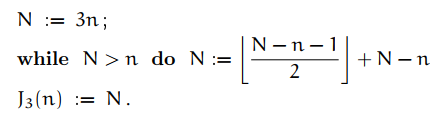 N := 3n;
while N > n do N := ⌊(N − n − 1)/2⌋ + N − n
J₃(n) := N.